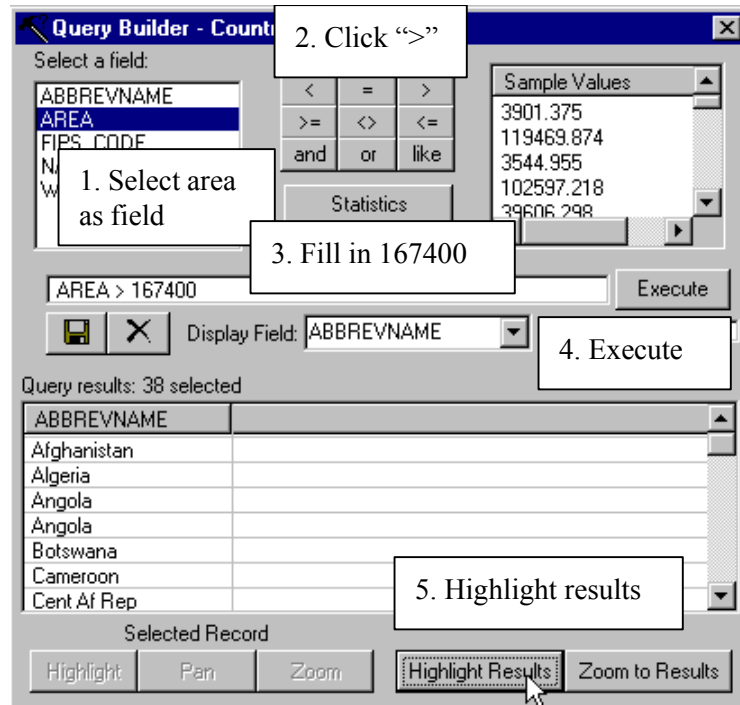 Query Builder - Count
2. Click “>”
Select a field:
ABBREVNAME
AREA
FIPS_CODE
1. Select area
as field
< = >
>= <> <=
and or like
Statistics
Sample Values
3901.375
119469.874
3544.955
102597.218
39606.298
3. Fill in 167400
AREA > 167400
Execute
Display Field:
ABBREVNAME
4. Execute
Query results: 38 selected
ABBREVNAME
Afghanistan
Algeria
Angola
Angola
Botswana
Cameroon
Cent Af Rep
5. Highlight results
Selected Record
Highlight
Pan
Zoom
Highlight Results
Zoom to Results